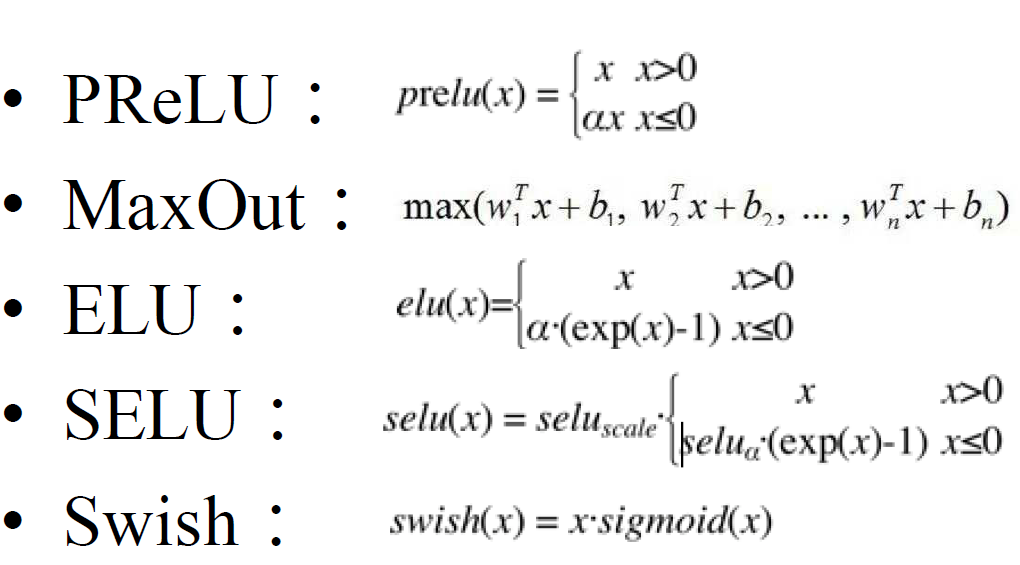 • PReLU： prelu(x) = { x x>0
αx x≤0
• MaxOut： max(w₁ᵀx + b₁, w₂ᵀx + b₂, ... , wₙᵀx + bₙ)
• ELU： elu(x)={ x x>0
α·(exp(x)-1) x≤0
• SELU： selu(x) = selu_scale·{ x x>0
selu_α·(exp(x)-1) x≤0
• Swish： swish(x) = x·sigmoid(x)